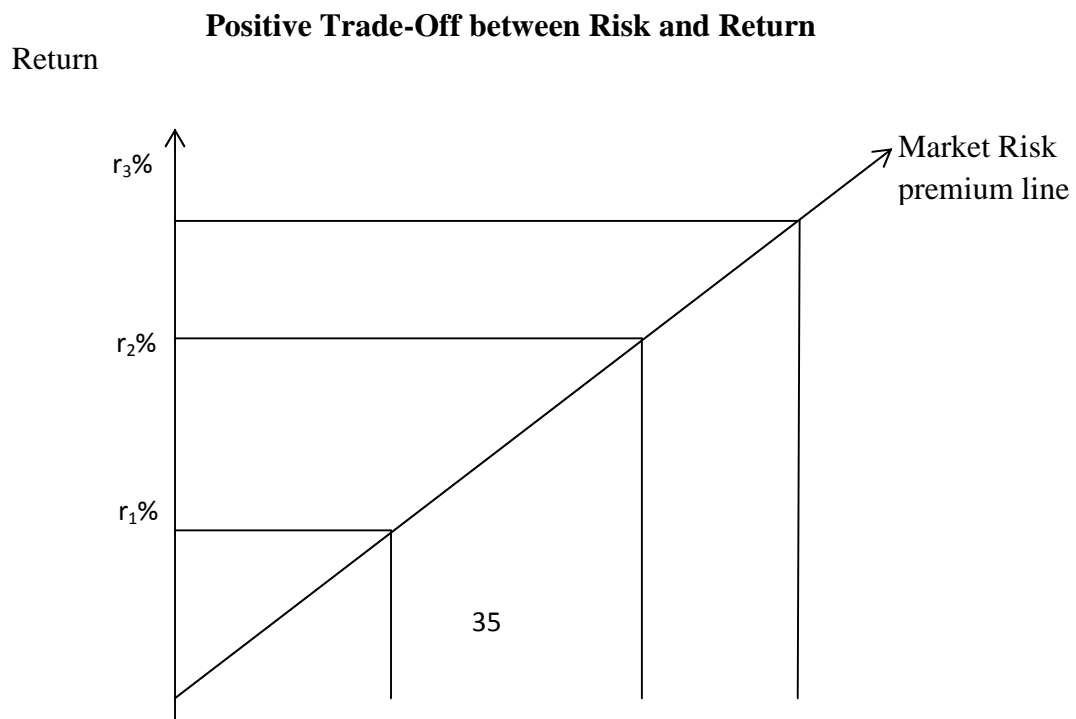 Positive Trade-Off between Risk and Return
Return
r₃%
Market Risk
premium line
r₂%
r₁%
35